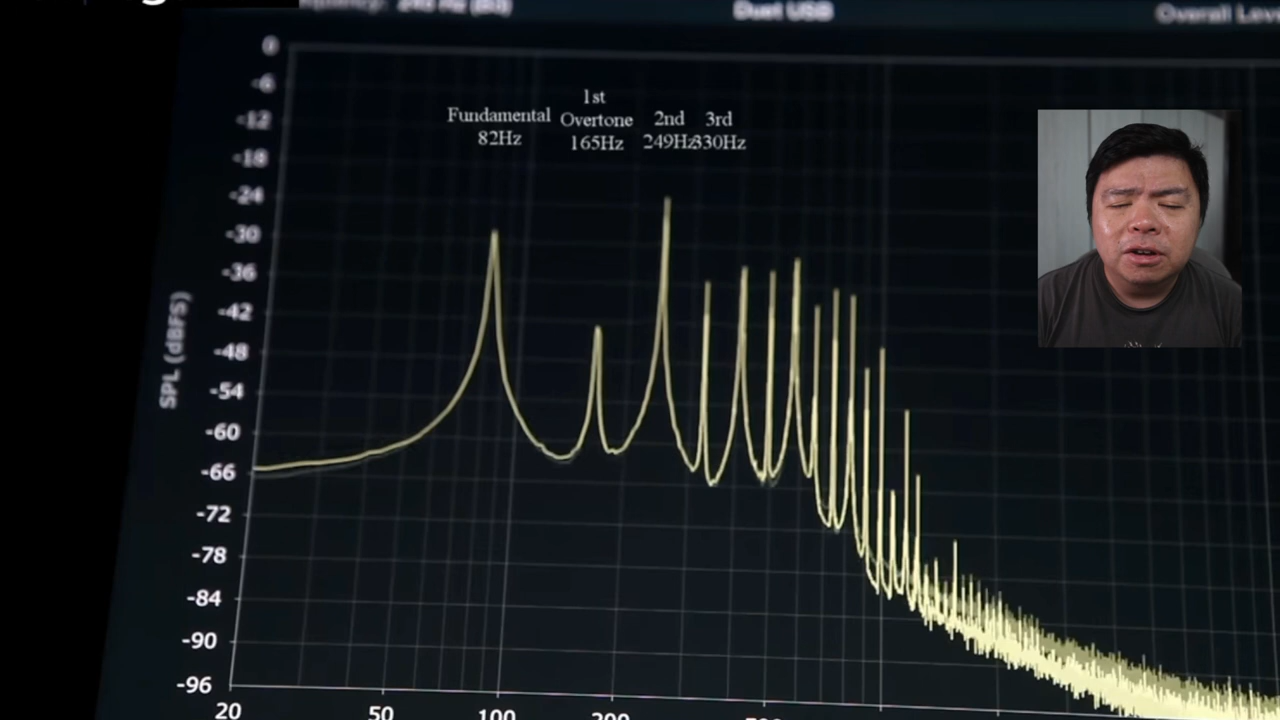 Duet USB
Overall Leve
0
-6
-12
-18
-24
-30
-36
-42
-48
-54
-60
-66
-72
-78
-84
-90
-96
SPL (dBFS)
Fundamental
82Hz
1st
Overtone
165Hz
2nd
249Hz
3rd
330Hz
20
50
100
200